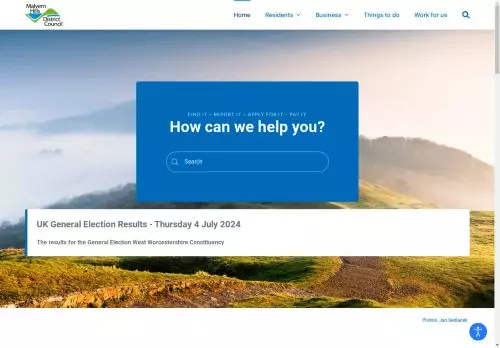 Malvern
Hills
District
Council
Home
Residents
Business
Things to do
Work for us
FIND IT – REPORT IT – APPLY FOR IT – PAY IT
How can we help you?
Search
UK General Election Results - Thursday 4 July 2024
The results for the General Election West Worcestershire Constituency
Photos: Jan Sedlacek